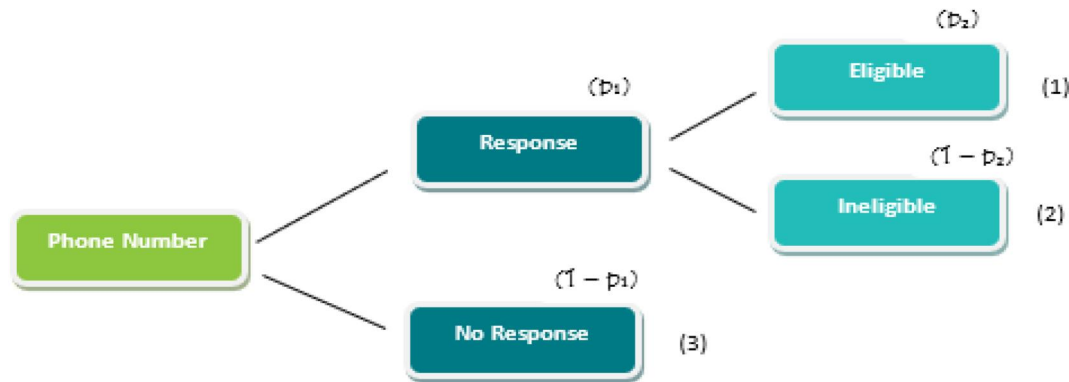 (p₂)
Eligible
(1)
(p₁)
Response
(1 – p₂)
Ineligible
(2)
Phone Number
(1 – p₁)
No Response
(3)